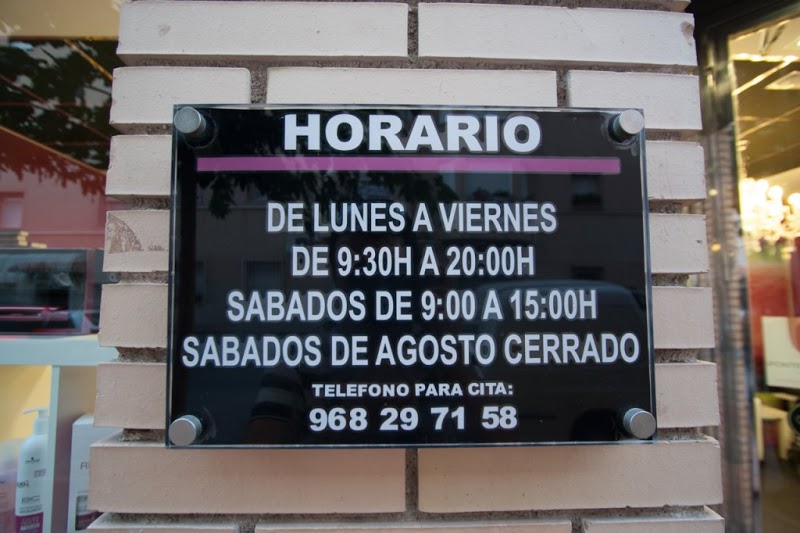 HORARIO
DE LUNES A VIERNES
DE 9:30H A 20:00H
SABADOS DE 9:00 A 15:00H
SABADOS DE AGOSTO CERRADO
TELEFONO PARA CITA:
968 29 71 58